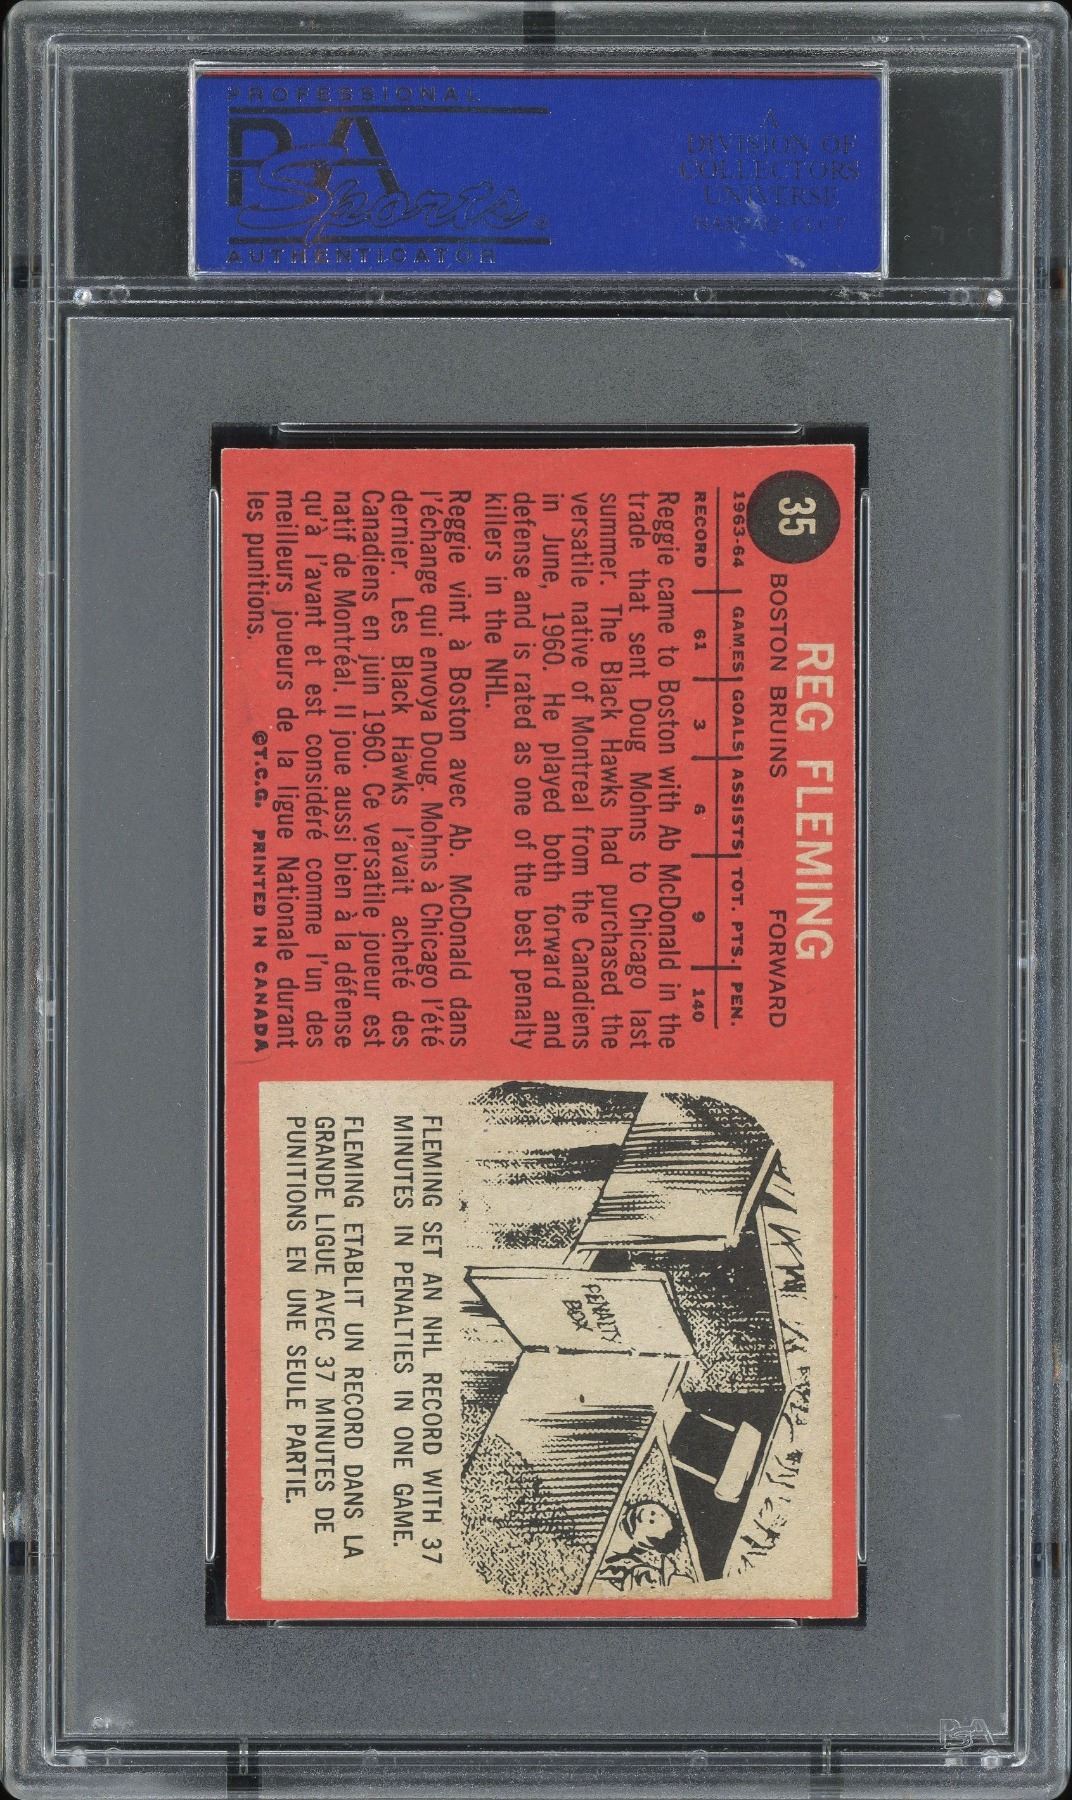 PROFESSIONAL
PSA
Sports®
AUTHENTICATOR
A
DIVISION OF
COLLECTORS
UNIVERSE
NASDAQ: CLCT
35
REG FLEMING
BOSTON BRUINS FORWARD
1963-64 GAMES GOALS ASSISTS TOT. PTS. PEN.
RECORD 61 3 6 9 140
Reggie came to Boston with Ab McDonald in the
trade that sent Doug Mohns to Chicago last
summer. The Black Hawks had purchased the
versatile native of Montreal from the Canadiens
in June, 1960. He played both forward and
defense and is rated as one of the best penalty
killers in the NHL.
Reggie vint à Boston avec Ab. McDonald dans
l'échange qui envoya Doug. Mohns à Chicago l'été
dernier. Les Black Hawks l'avait acheté des
Canadiens en juin 1960. Ce versatile joueur est
natif de Montréal. Il joue aussi bien à la défense
qu'à l'avant et est considéré comme l'un des
meilleurs joueurs de la ligue Nationale durant
les punitions.
©T.C.G. PRINTED IN CANADA
PENALTY
BOX
FLEMING SET AN NHL RECORD WITH 37
MINUTES IN PENALTIES IN ONE GAME.
FLEMING ETABLIT UN RECORD DANS LA
GRANDE LIGUE AVEC 37 MINUTES DE
PUNITIONS EN UNE SEULE PARTIE.
PSA